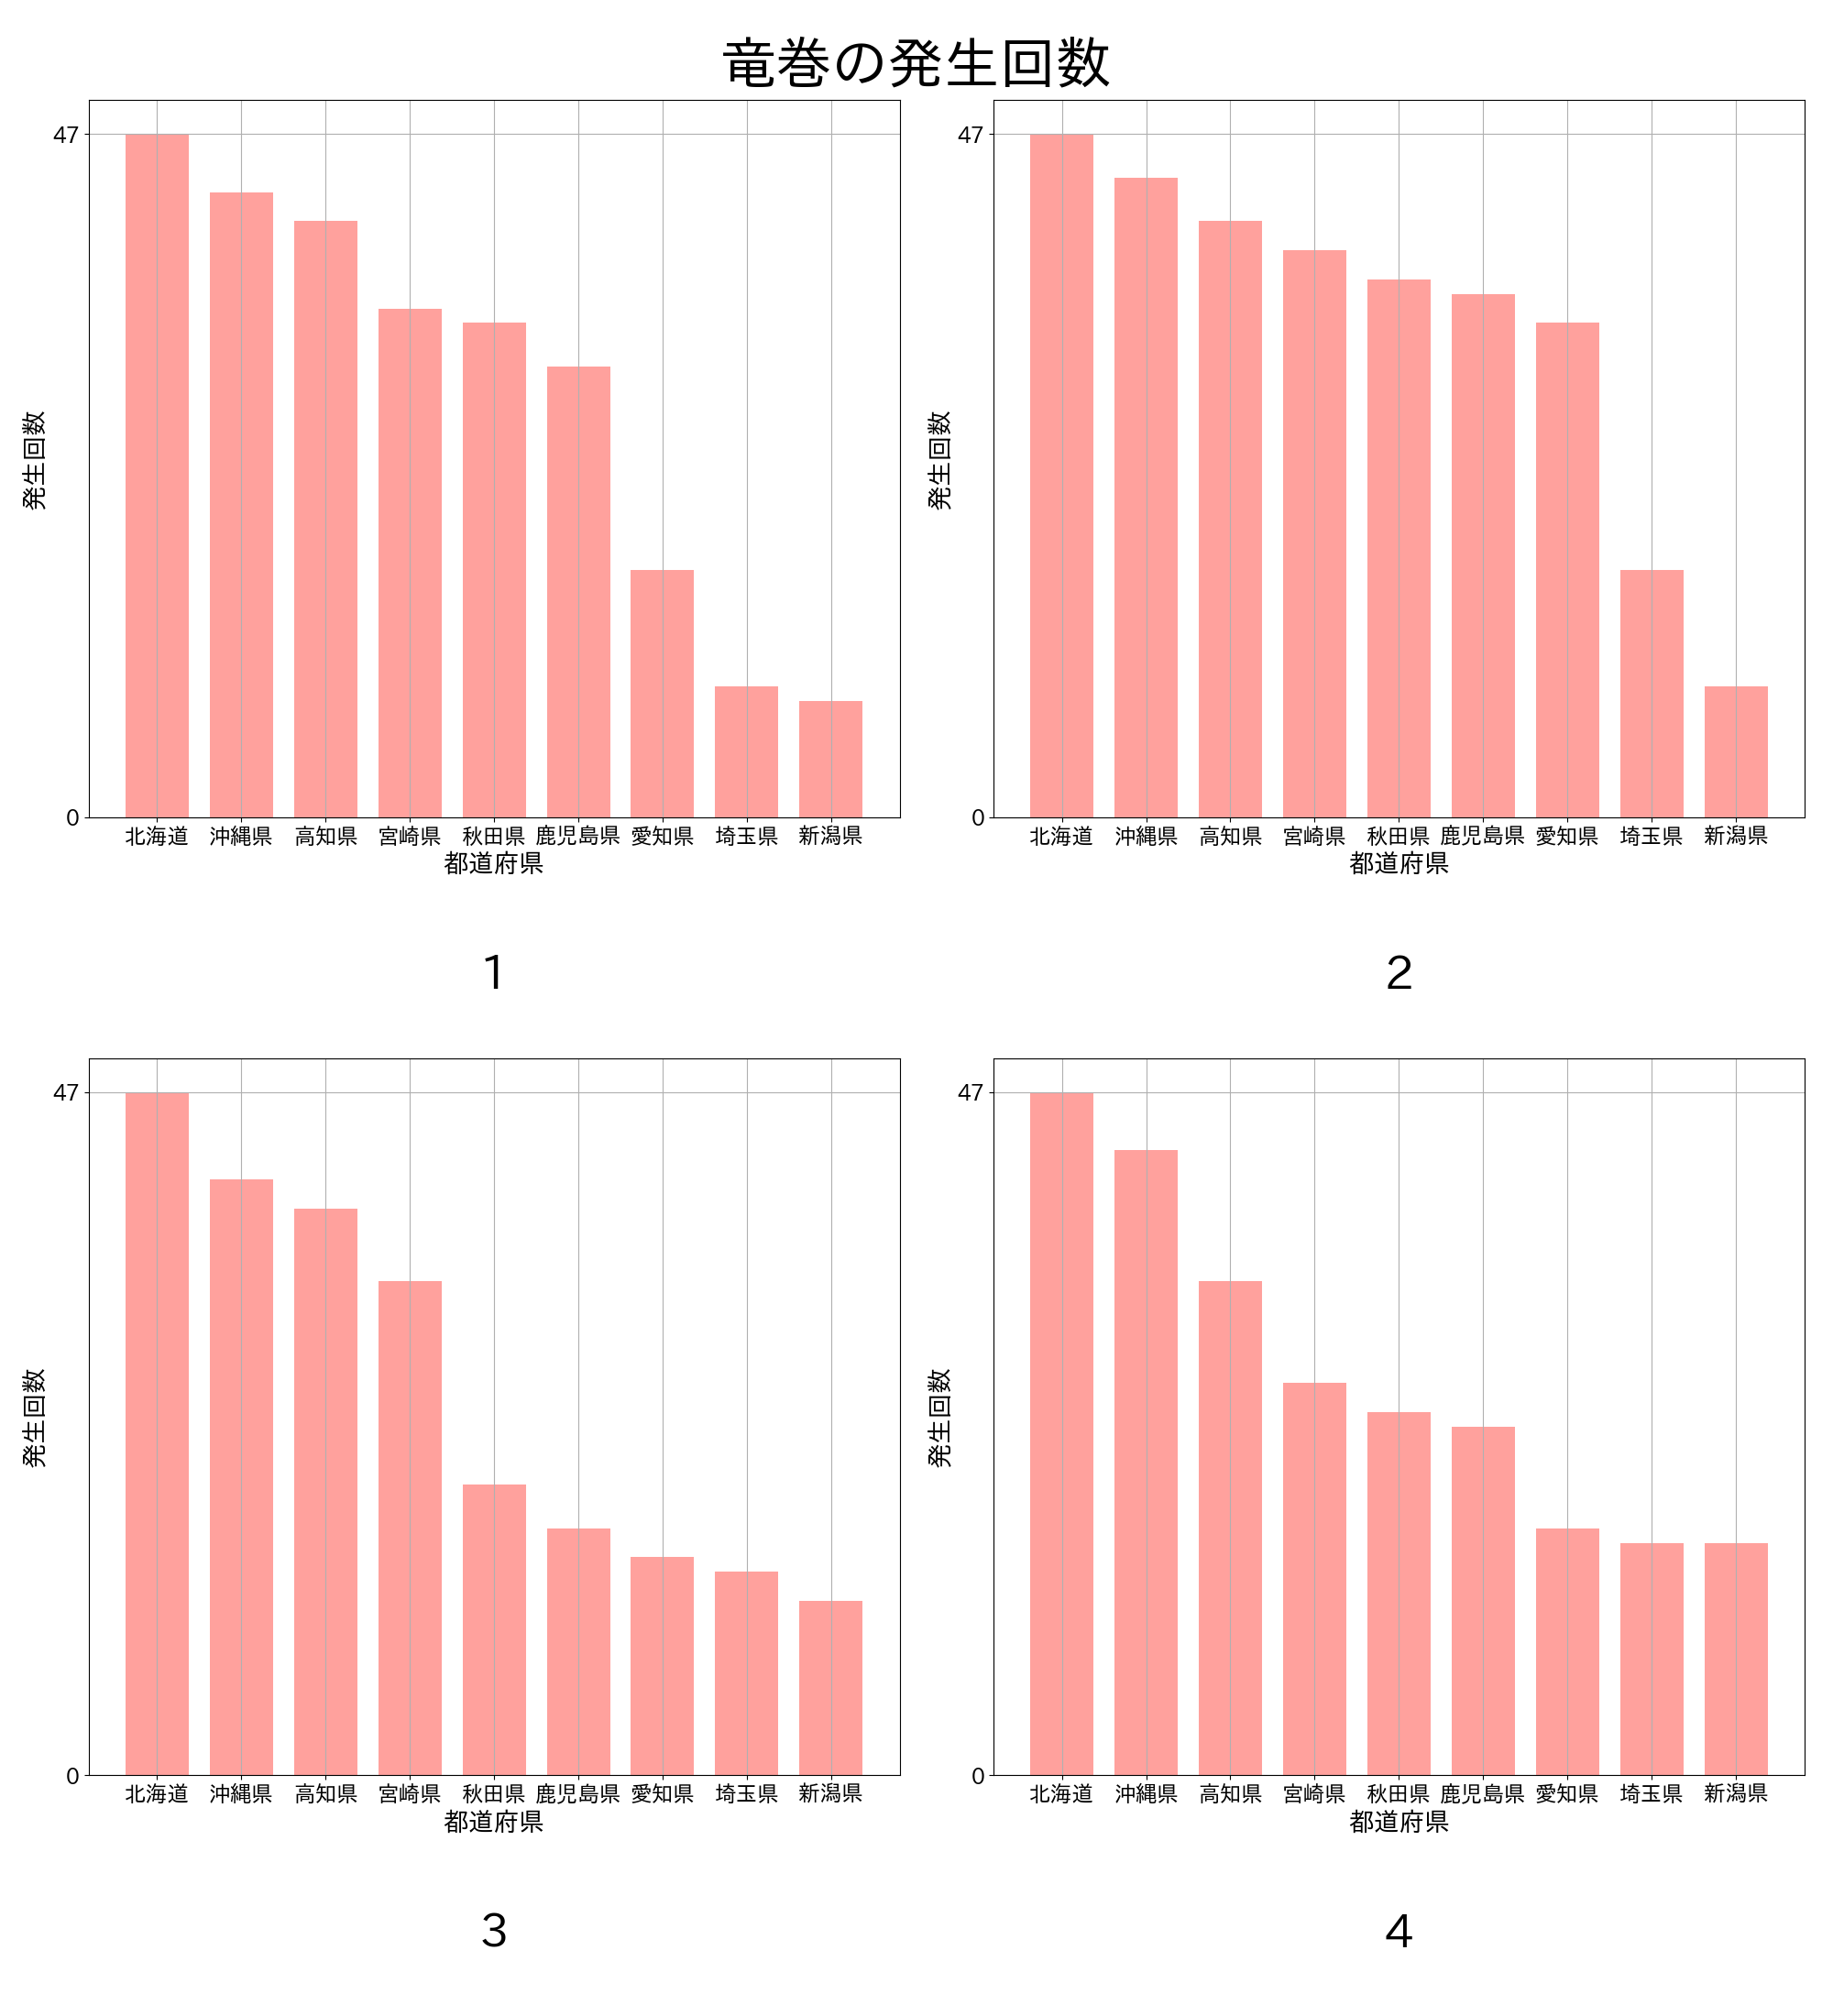 竜巻の発生回数
47
0
発生回数
北海道 沖縄県 高知県 宮崎県 秋田県 鹿児島県 愛知県 埼玉県 新潟県
都道府県
1
47
0
発生回数
北海道 沖縄県 高知県 宮崎県 秋田県 鹿児島県 愛知県 埼玉県 新潟県
都道府県
2
47
0
発生回数
北海道 沖縄県 高知県 宮崎県 秋田県 鹿児島県 愛知県 埼玉県 新潟県
都道府県
3
47
0
発生回数
北海道 沖縄県 高知県 宮崎県 秋田県 鹿児島県 愛知県 埼玉県 新潟県
都道府県
4